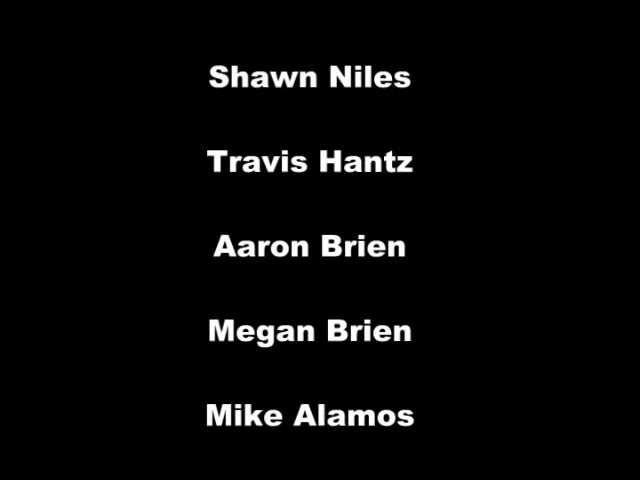 Shawn Niles
Travis Hantz
Aaron Brien
Megan Brien
Mike Alamos